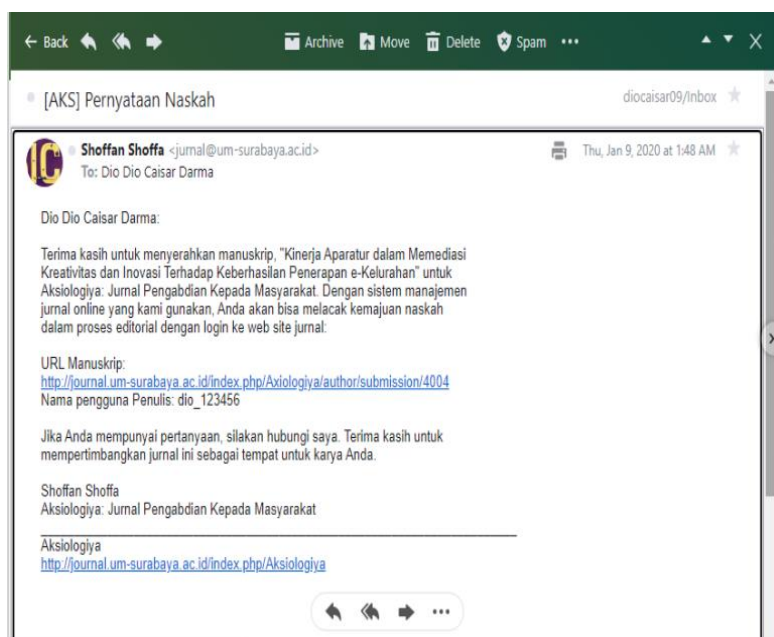 Back Archive Move Delete Spam
[AKS] Pernyataan Naskah diocaisar09/Inbox
Shoffan Shoffa <jurnal@um-surabaya.ac.id> Thu, Jan 9, 2020 at 1:48 AM
To: Dio Dio Caisar Darma
Dio Dio Caisar Darma:
Terima kasih untuk menyerahkan manuskrip, "Kinerja Aparatur dalam Memediasi
Kreativitas dan Inovasi Terhadap Keberhasilan Penerapan e-Kelurahan" untuk
Aksiologiya: Jurnal Pengabdian Kepada Masyarakat. Dengan sistem manajemen
jurnal online yang kami gunakan, Anda akan bisa melacak kemajuan naskah
dalam proses editorial dengan login ke web site jurnal:
URL Manuskrip:
http://journal.um-surabaya.ac.id/index.php/Axiologiya/author/submission/4004
Nama pengguna Penulis: dio_123456
Jika Anda mempunyai pertanyaan, silakan hubungi saya. Terima kasih untuk
mempertimbangkan jurnal ini sebagai tempat untuk karya Anda.
Shoffan Shoffa
Aksiologiya: Jurnal Pengabdian Kepada Masyarakat
Aksiologiya
http://journal.um-surabaya.ac.id/index.php/Aksiologiya